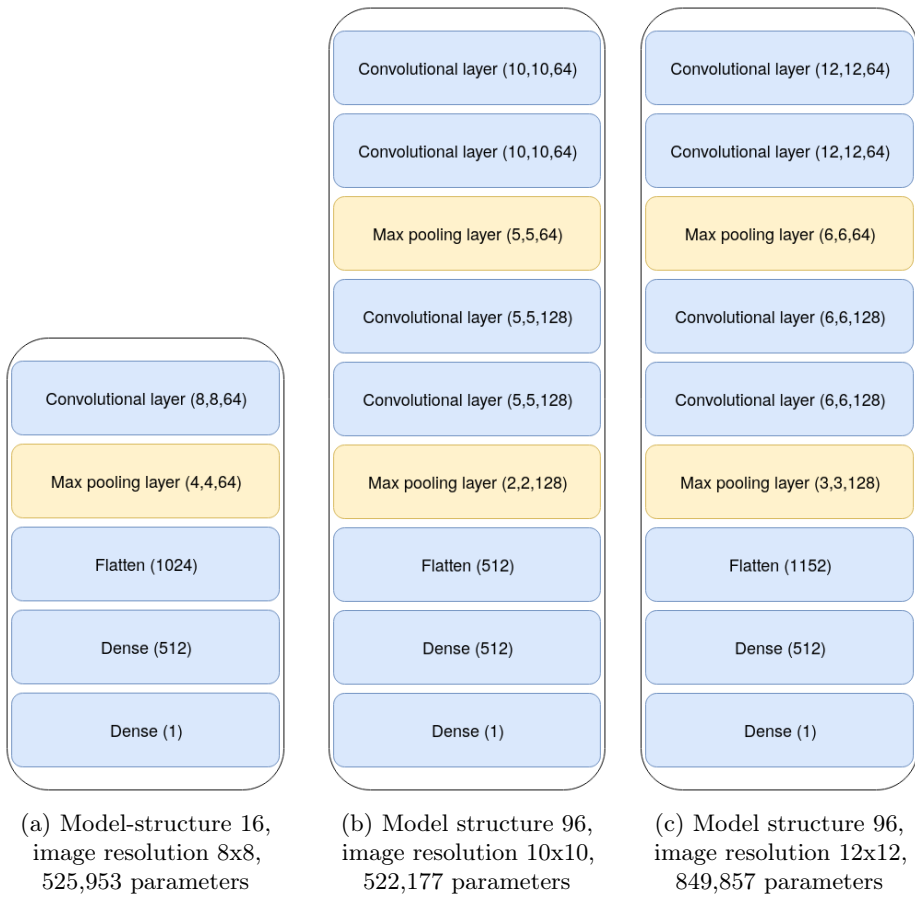 Convolutional layer (8,8,64)
Max pooling layer (4,4,64)
Flatten (1024)
Dense (512)
Dense (1)
(a) Model-structure 16,
image resolution 8x8,
525,953 parameters
Convolutional layer (10,10,64)
Convolutional layer (10,10,64)
Max pooling layer (5,5,64)
Convolutional layer (5,5,128)
Convolutional layer (5,5,128)
Max pooling layer (2,2,128)
Flatten (512)
Dense (512)
Dense (1)
(b) Model structure 96,
image resolution 10x10,
522,177 parameters
Convolutional layer (12,12,64)
Convolutional layer (12,12,64)
Max pooling layer (6,6,64)
Convolutional layer (6,6,128)
Convolutional layer (6,6,128)
Max pooling layer (3,3,128)
Flatten (1152)
Dense (512)
Dense (1)
(c) Model structure 96,
image resolution 12x12,
849,857 parameters